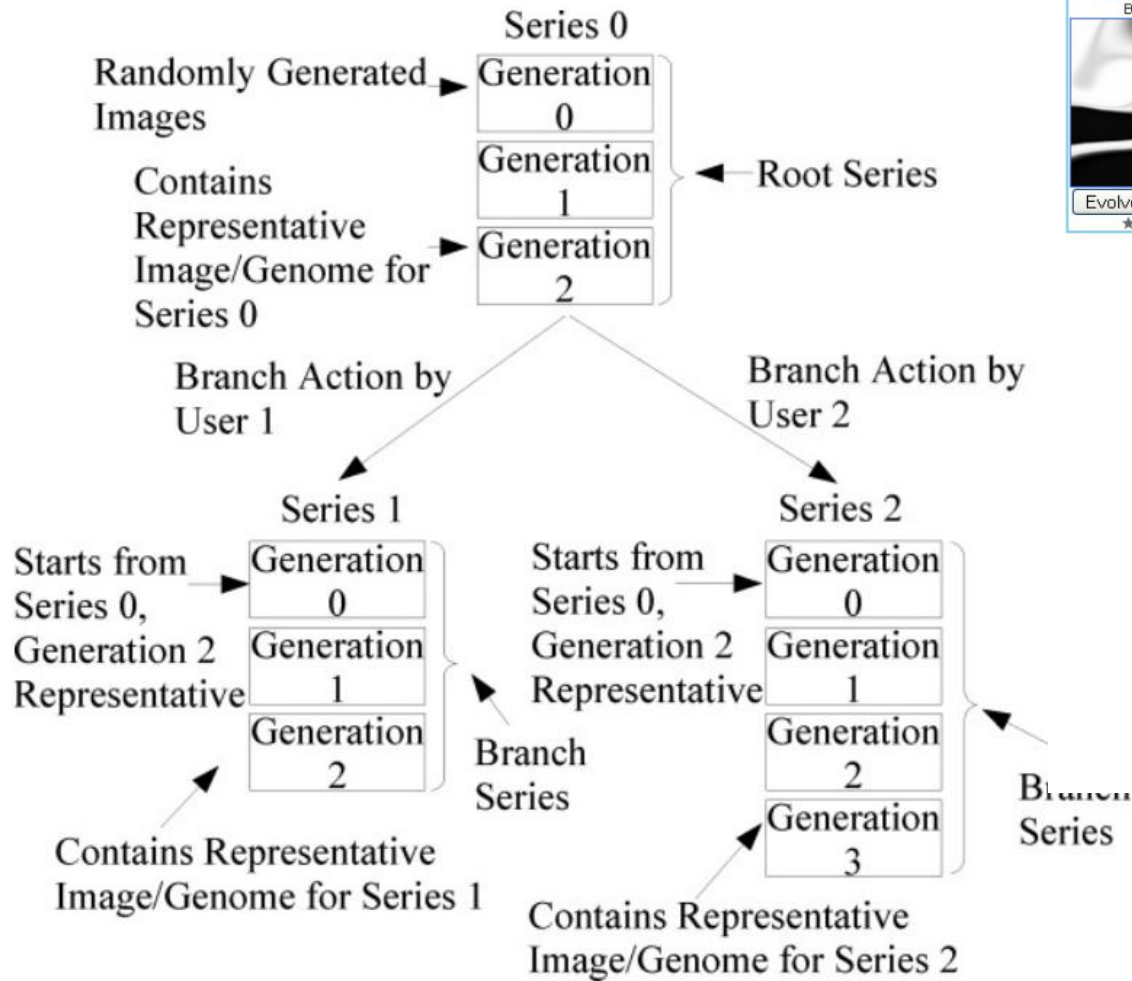 Series 0
Randomly Generated
Images
Generation
0
Generation
1
Contains
Representative
Image/Genome for
Series 0
Generation
2
Root Series
Evolve
Branch Action by
User 1
Branch Action by
User 2
Series 1
Starts from
Series 0,
Generation 2
Representative
Generation
0
Generation
1
Generation
2
Branch
Series
Contains Representative
Image/Genome for Series 1
Series 2
Starts from
Series 0,
Generation 2
Representative
Generation
0
Generation
1
Generation
2
Generation
3
Series
Contains Representative
Image/Genome for Series 2